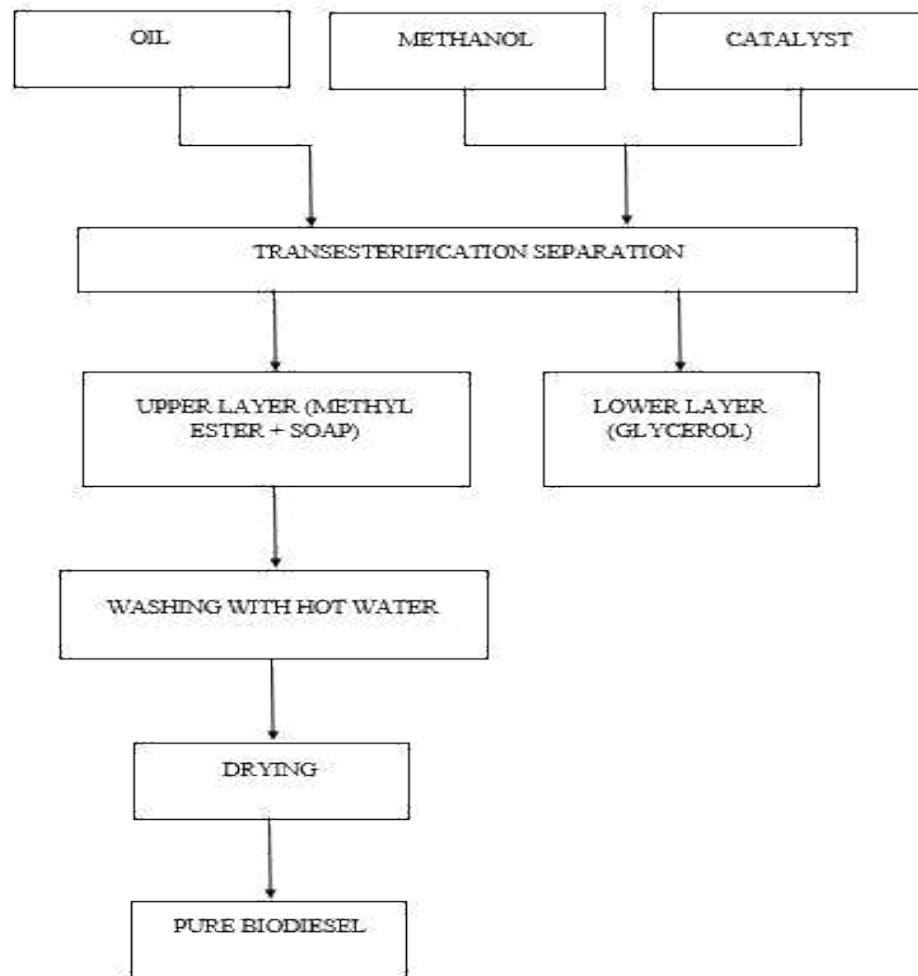 OIL
METHANOL
CATALYST
TRANSESTERIFICATION SEPARATION
UPPER LAYER (METHYL
ESTER + SOAP)
LOWER LAYER
(GLYCEROL)
WASHING WITH HOT WATER
DRYING
PURE BIODIESEL